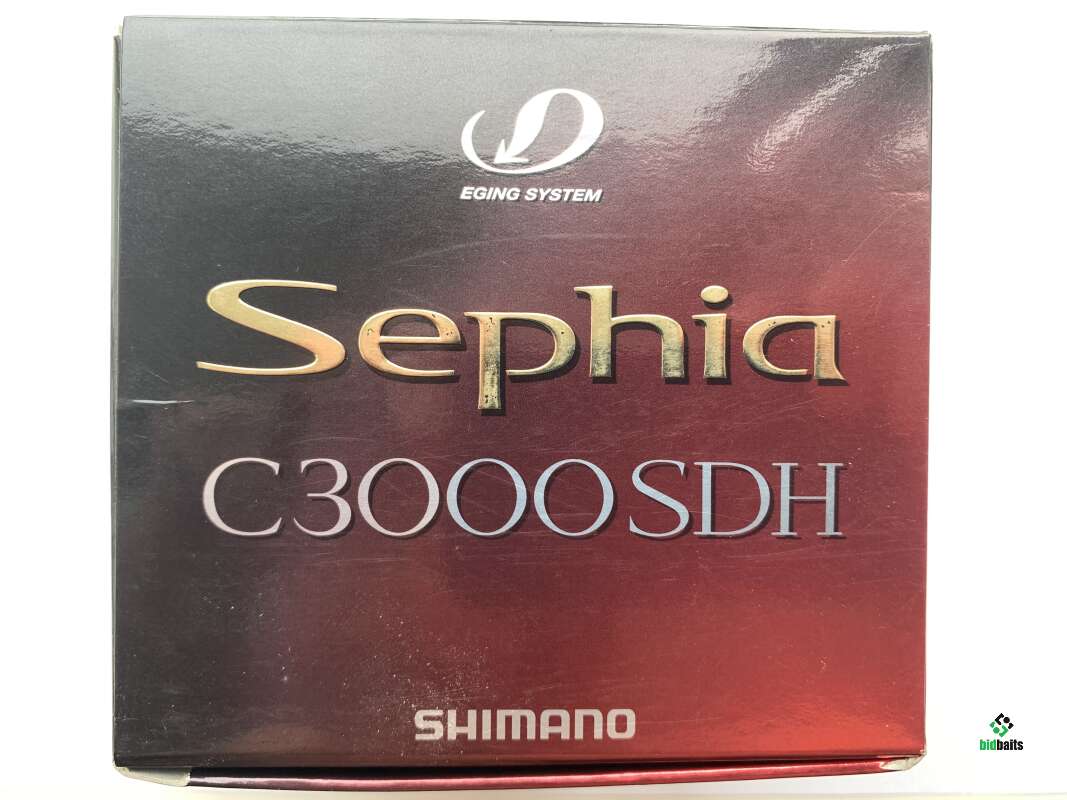 EGING SYSTEM
Sephia
C3000SDH
SHIMANO
bidbaits